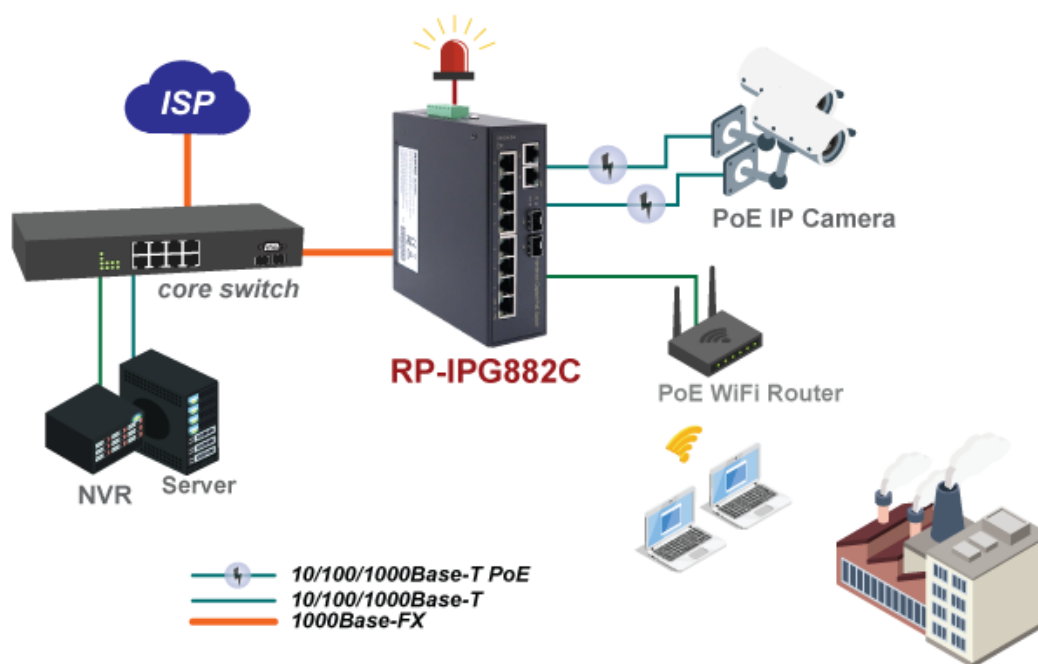 ISP
PoE IP Camera
core switch
RP-IPG882C
PoE WiFi Router
NVR
Server
10/100/1000Base-T PoE
10/100/1000Base-T
1000Base-FX